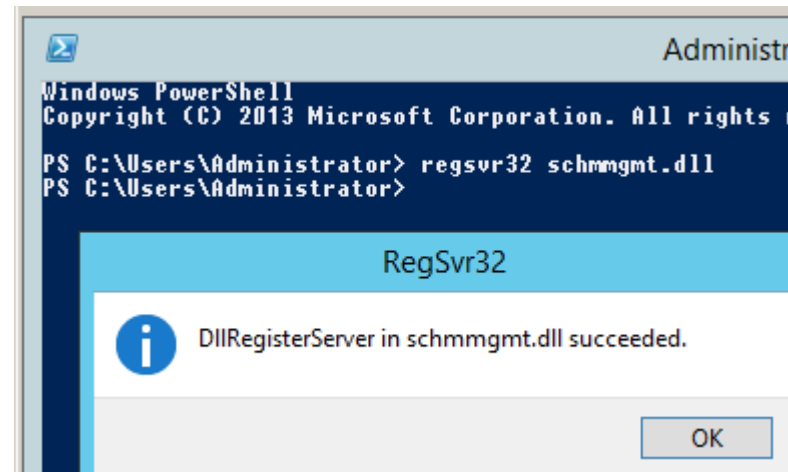 Administr
Windows PowerShell
Copyright (C) 2013 Microsoft Corporation. All rights
PS C:\Users\Administrator> regsvr32 schmmgmt.dll
PS C:\Users\Administrator>
RegSvr32
DllRegisterServer in schmmgmt.dll succeeded.
OK